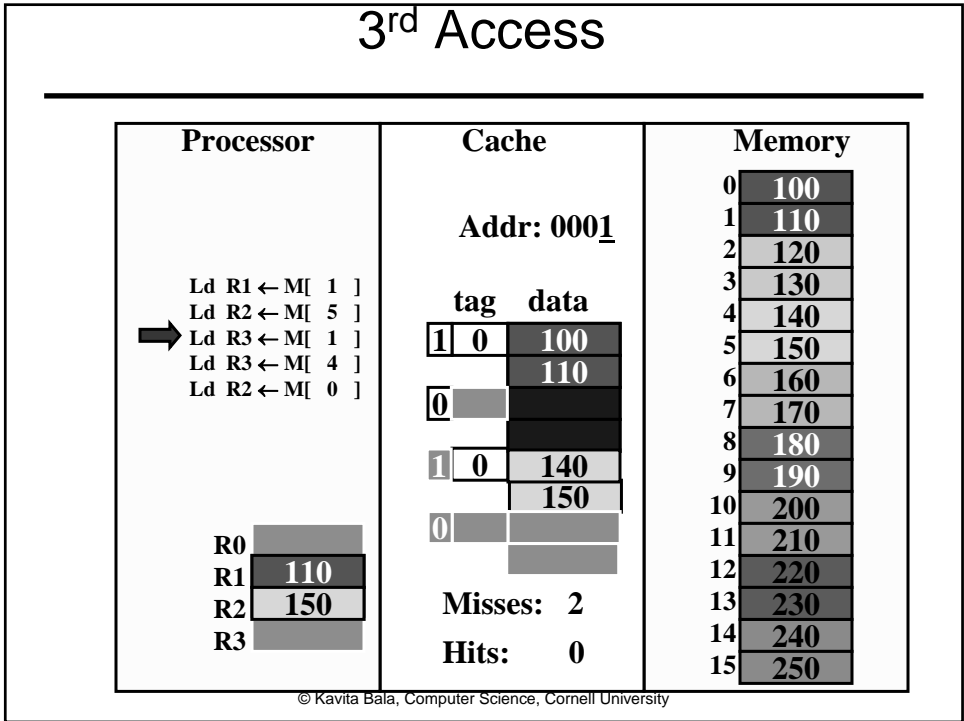 3rd Access
Processor
Cache
Memory
Addr: 0001
Ld R1 ← M[ 1 ]
Ld R2 ← M[ 5 ]
Ld R3 ← M[ 1 ]
Ld R3 ← M[ 4 ]
Ld R2 ← M[ 0 ]
R0
R1 110
R2 150
R3
tag data
1 0 100
110
0
1 0 140
150
0
Misses: 2
Hits: 0
0 100
1 110
2 120
3 130
4 140
5 150
6 160
7 170
8 180
9 190
10 200
11 210
12 220
13 230
14 240
15 250
© Kavita Bala, Computer Science, Cornell University